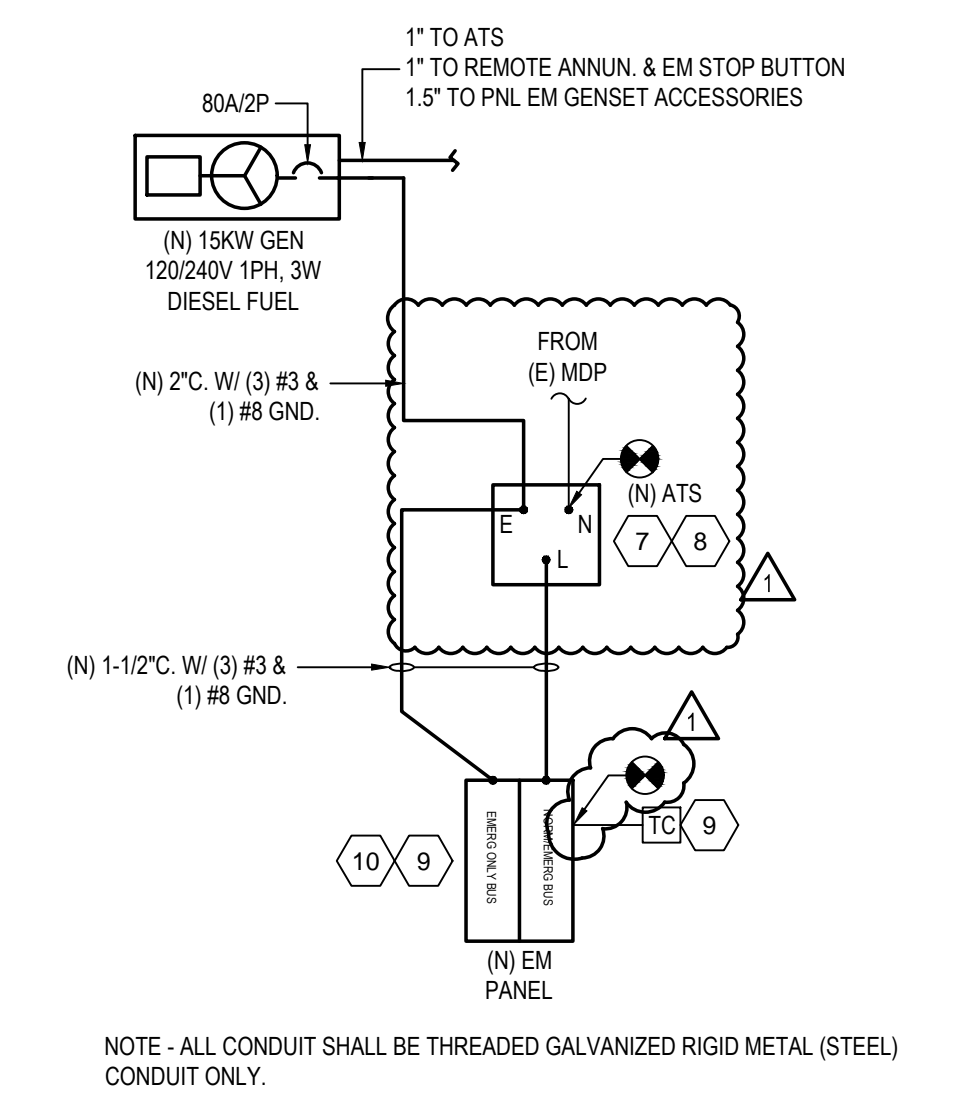 1" TO ATS
1" TO REMOTE ANNUN. & EM STOP BUTTON
1.5" TO PNL EM GENSET ACCESSORIES
80A/2P
(N) 15KW GEN
120/240V 1PH, 3W
DIESEL FUEL
FROM
(E) MDP
(N) 2"C. W/ (3) #3 &
(1) #8 GND.
(N) ATS
E
N
L
7
8
1
(N) 1-1/2"C. W/ (3) #3 &
(1) #8 GND.
1
EMERG ONLY BUS
NORM/EMERG BUS
TC
9
10
9
(N) EM
PANEL
NOTE - ALL CONDUIT SHALL BE THREADED GALVANIZED RIGID METAL (STEEL)
CONDUIT ONLY.